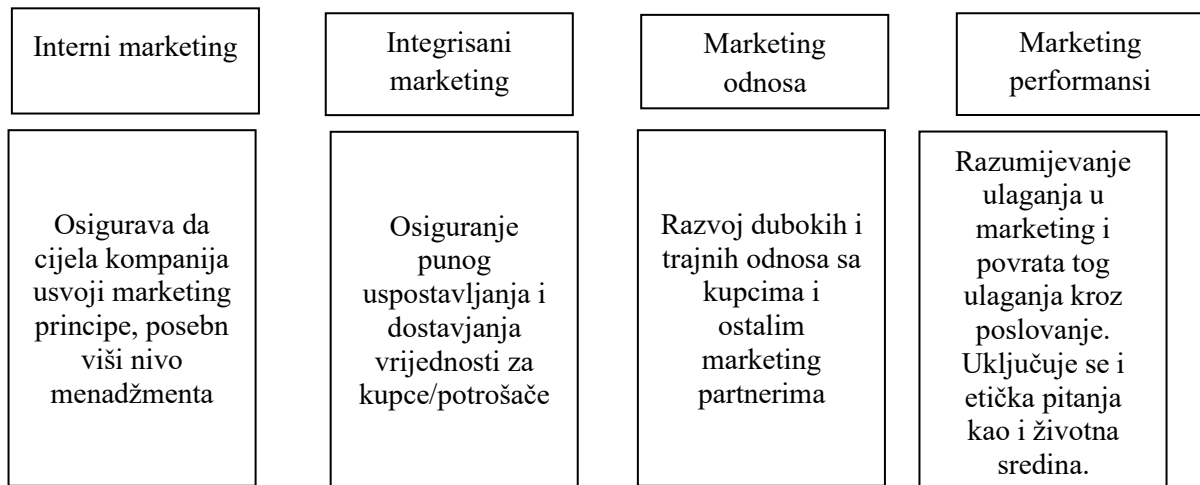 Interni marketing
Integrisani
marketing
Marketing
odnosa
Marketing
performansi
Osigurava da
cijela kompanija
usvoji marketing
principe, posebn
viši nivo
menadžmenta
Osiguranje
punog
uspostavljanja i
dostavjanja
vrijednosti za
kupce/potrošače
Razvoj dubokih i
trajnih odnosa sa
kupcima i
ostalim
marketing
partnerima
Razumijevanje
ulaganja u
marketing i
povrata tog
ulaganja kroz
poslovanje.
Uključuje se i
etička pitanja
kao i životna
sredina.